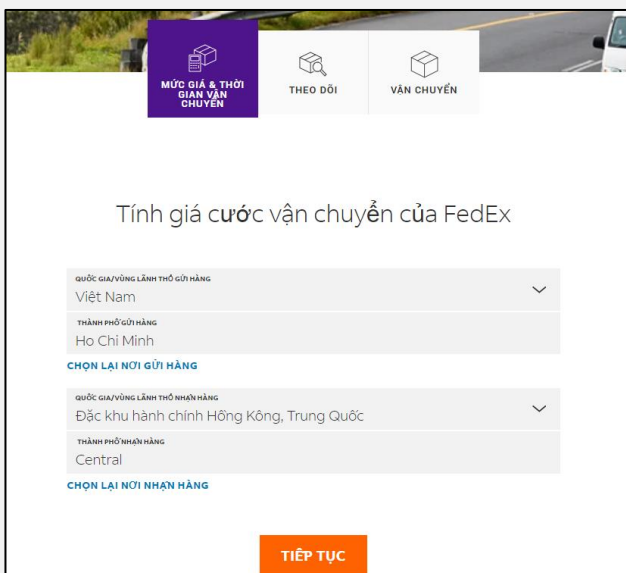 MỨC GIÁ & THỜI
GIAN VẬN
CHUYỂN
THEO DÕI
VẬN CHUYỂN
Tính giá cước vận chuyển của FedEx
QUỐC GIA/VÙNG LÃNH THỔ GỬI HÀNG
Việt Nam
THÀNH PHỐ GỬI HÀNG
Ho Chi Minh
CHỌN LẠI NƠI GỬI HÀNG
QUỐC GIA/VÙNG LÃNH THỔ NHẬN HÀNG
Đặc khu hành chính Hồng Kông, Trung Quốc
THÀNH PHỐ NHẬN HÀNG
Central
CHỌN LẠI NƠI NHẬN HÀNG
TIẾP TỤC